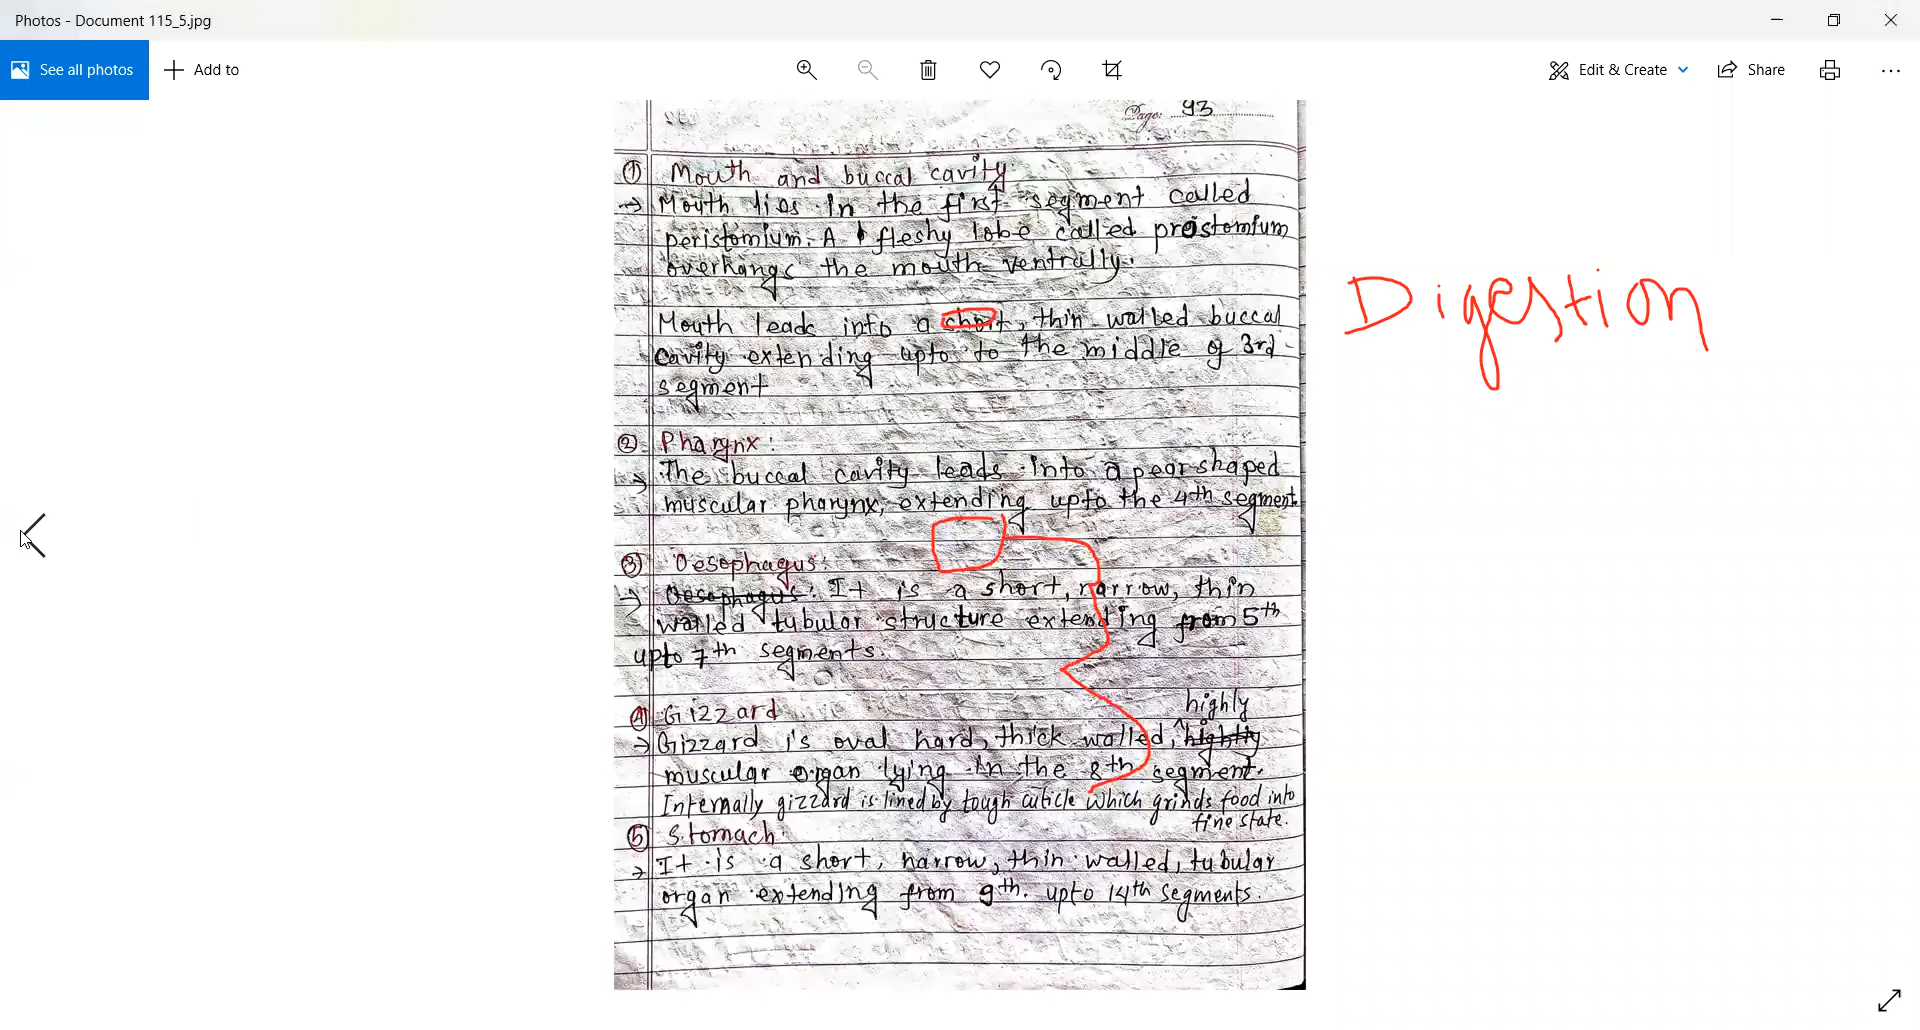 Photos - Document 115_5.jpg
See all photos
Add to
Edit & Create
Share
Page: 93
① Mouth and buccal cavity
→ Mouth lies in the first segment called
peristomium. A fleshy lobe called prostomium
overhangs the mouth ventrally.
Mouth leads into a short, thin walled buccal
cavity extending upto to the middle of 3rd
segment
Digestion
② Pharynx:
→ The buccal cavity leads into a pear shaped
muscular pharynx, extending upto the 4th segment.
③ Oesophagus:
→ Oesophagus: It is a short, narrow, thin
walled tubular structure extending from 5th
upto 7th segments.
④ Gizzard
highly
→ Gizzard is oval hard, thick walled, highly
muscular organ lying in the 8th segment.
Internally gizzard is lined by tough cuticle which grinds food into
fine state.
⑤ Stomach:
→ It is a short, narrow, thin walled, tubular
organ extending from 9th. upto 14th segments.